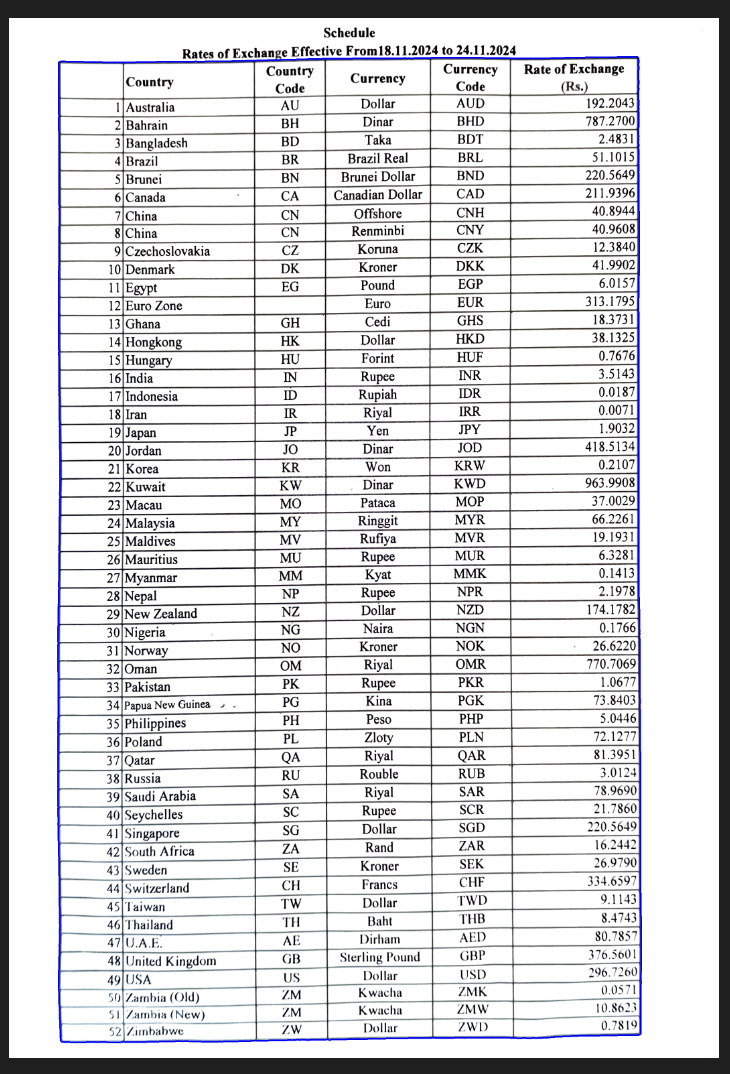 Schedule
Rates of Exchange Effective From18.11.2024 to 24.11.2024
Country Country Code Currency Currency Code Rate of Exchange (Rs.)
1 Australia AU Dollar AUD 192.2043
2 Bahrain BH Dinar BHD 787.2700
3 Bangladesh BD Taka BDT 2.4831
4 Brazil BR Brazil Real BRL 51.1015
5 Brunei BN Brunei Dollar BND 220.5649
6 Canada CA Canadian Dollar CAD 211.9396
7 China CN Offshore CNH 40.8944
8 China CN Renminbi CNY 40.9608
9 Czechoslovakia CZ Koruna CZK 12.3840
10 Denmark DK Kroner DKK 41.9902
11 Egypt EG Pound EGP 6.0157
12 Euro Zone Euro EUR 313.1795
13 Ghana GH Cedi GHS 18.3731
14 Hongkong HK Dollar HKD 38.1325
15 Hungary HU Forint HUF 0.7676
16 India IN Rupee INR 3.5143
17 Indonesia ID Rupiah IDR 0.0187
18 Iran IR Riyal IRR 0.0071
19 Japan JP Yen JPY 1.9032
20 Jordan JO Dinar JOD 418.5134
21 Korea KR Won KRW 0.2107
22 Kuwait KW Dinar KWD 963.9908
23 Macau MO Pataca MOP 37.0029
24 Malaysia MY Ringgit MYR 66.2261
25 Maldives MV Rufiya MVR 19.1931
26 Mauritius MU Rupee MUR 6.3281
27 Myanmar MM Kyat MMK 0.1413
28 Nepal NP Rupee NPR 2.1978
29 New Zealand NZ Dollar NZD 174.1782
30 Nigeria NG Naira NGN 0.1766
31 Norway NO Kroner NOK 26.6220
32 Oman OM Riyal OMR 770.7069
33 Pakistan PK Rupee PKR 1.0677
34 Papua New Guinea PG Kina PGK 73.8403
35 Philippines PH Peso PHP 5.0446
36 Poland PL Zloty PLN 72.1277
37 Qatar QA Riyal QAR 81.3951
38 Russia RU Rouble RUB 3.0124
39 Saudi Arabia SA Riyal SAR 78.9690
40 Seychelles SC Rupee SCR 21.7860
41 Singapore SG Dollar SGD 220.5649
42 South Africa ZA Rand ZAR 16.2442
43 Sweden SE Kroner SEK 26.9790
44 Switzerland CH Francs CHF 334.6597
45 Taiwan TW Dollar TWD 9.1143
46 Thailand TH Baht THB 8.4743
47 U.A.E. AE Dirham AED 80.7857
48 United Kingdom GB Sterling Pound GBP 376.5601
49 USA US Dollar USD 296.7260
50 Zambia (Old) ZM Kwacha ZMK 0.0571
51 Zambia (New) ZM Kwacha ZMW 10.8623
52 Zimbabwe ZW Dollar ZWD 0.7819